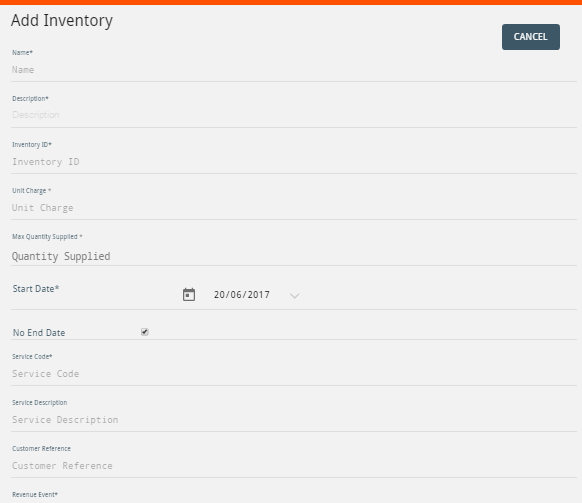 Add Inventory
CANCEL
Name*
Name
Description*
Description
Inventory ID*
Inventory ID
Unit Charge *
Unit Charge
Max Quantity Supplied *
Quantity Supplied
Start Date*
20/06/2017
No End Date
Service Code*
Service Code
Service Description
Service Description
Customer Reference
Customer Reference
Revenue Event*